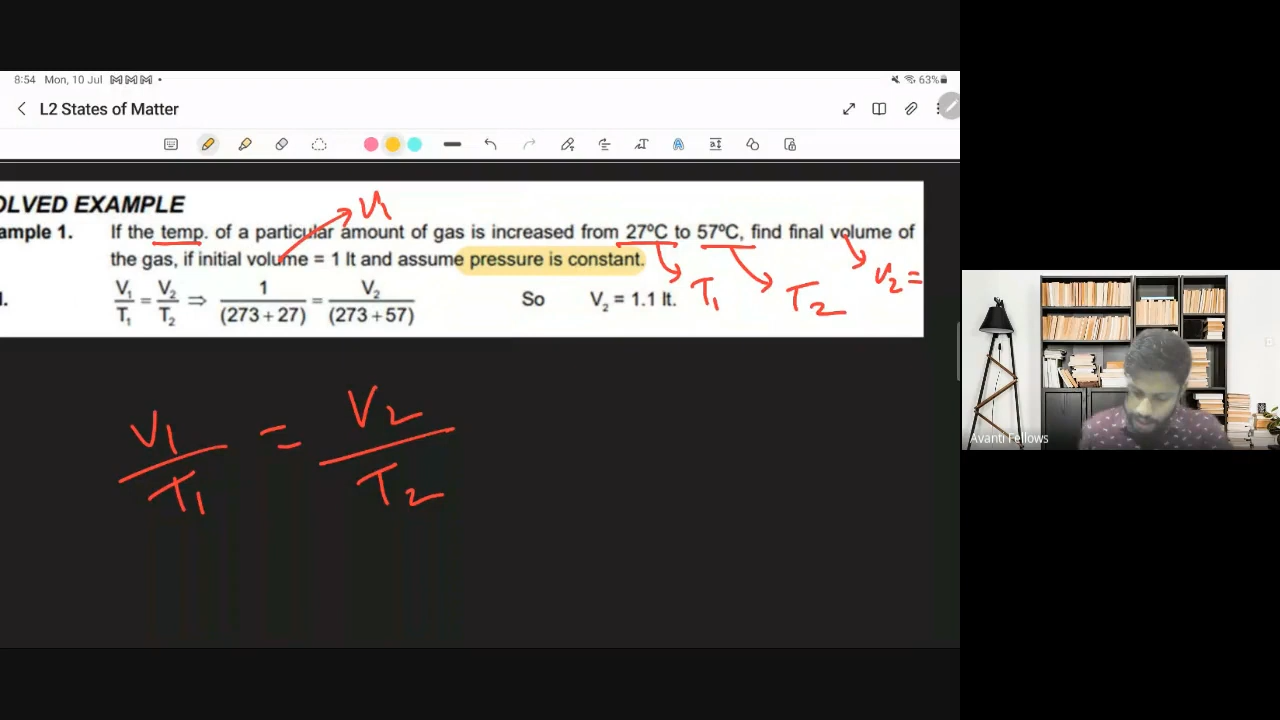 8:54 Mon, 10 Jul
63%
L2 States of Matter
OLVED EXAMPLE
ample 1. If the temp. of a particular amount of gas is increased from 27ºC to 57ºC, find final volume of
the gas, if initial volume = 1 lt and assume pressure is constant.
l. V₁/T₁ = V₂/T₂ ⇒ 1/(273 + 27) = V₂/(273 + 57) So V₂ = 1.1 lt.
V₁
T₁
T₂
V₂ =
V₁/T₁ = V₂/T₂
Avanti Fellows